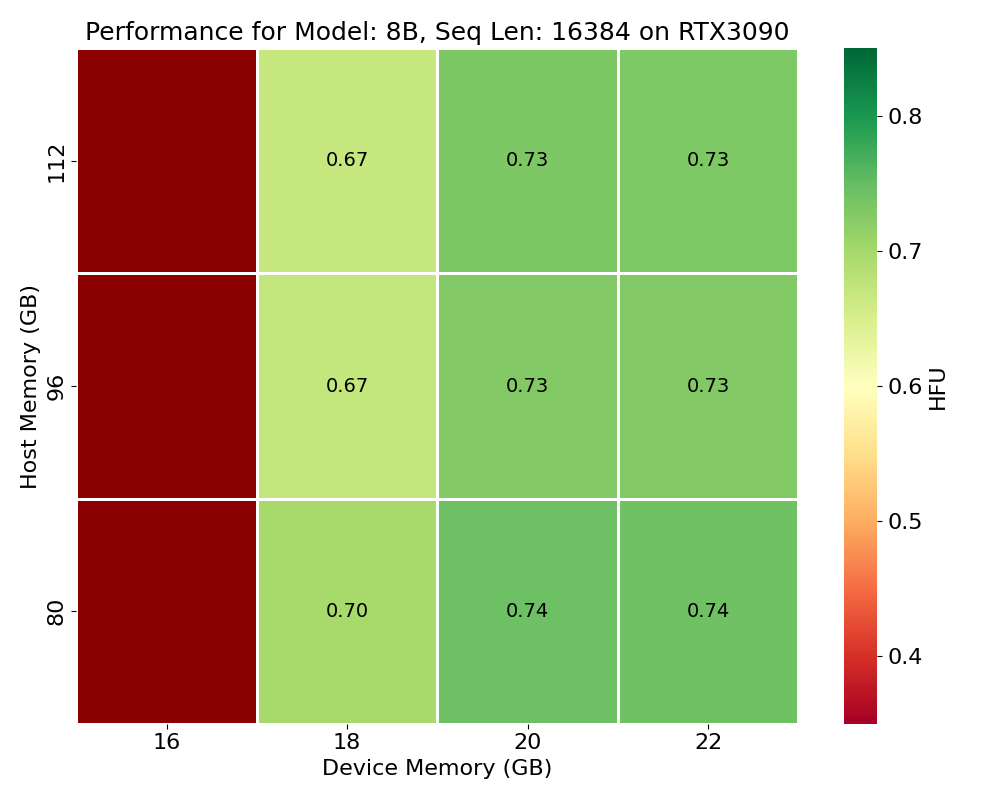 Performance for Model: 8B, Seq Len: 16384 on RTX3090
Host Memory (GB)
112
0.67 0.73 0.73
96
0.67 0.73 0.73
80
0.70 0.74 0.74
16 18 20 22
Device Memory (GB)
0.8
0.7
0.6
0.5
0.4
HFU